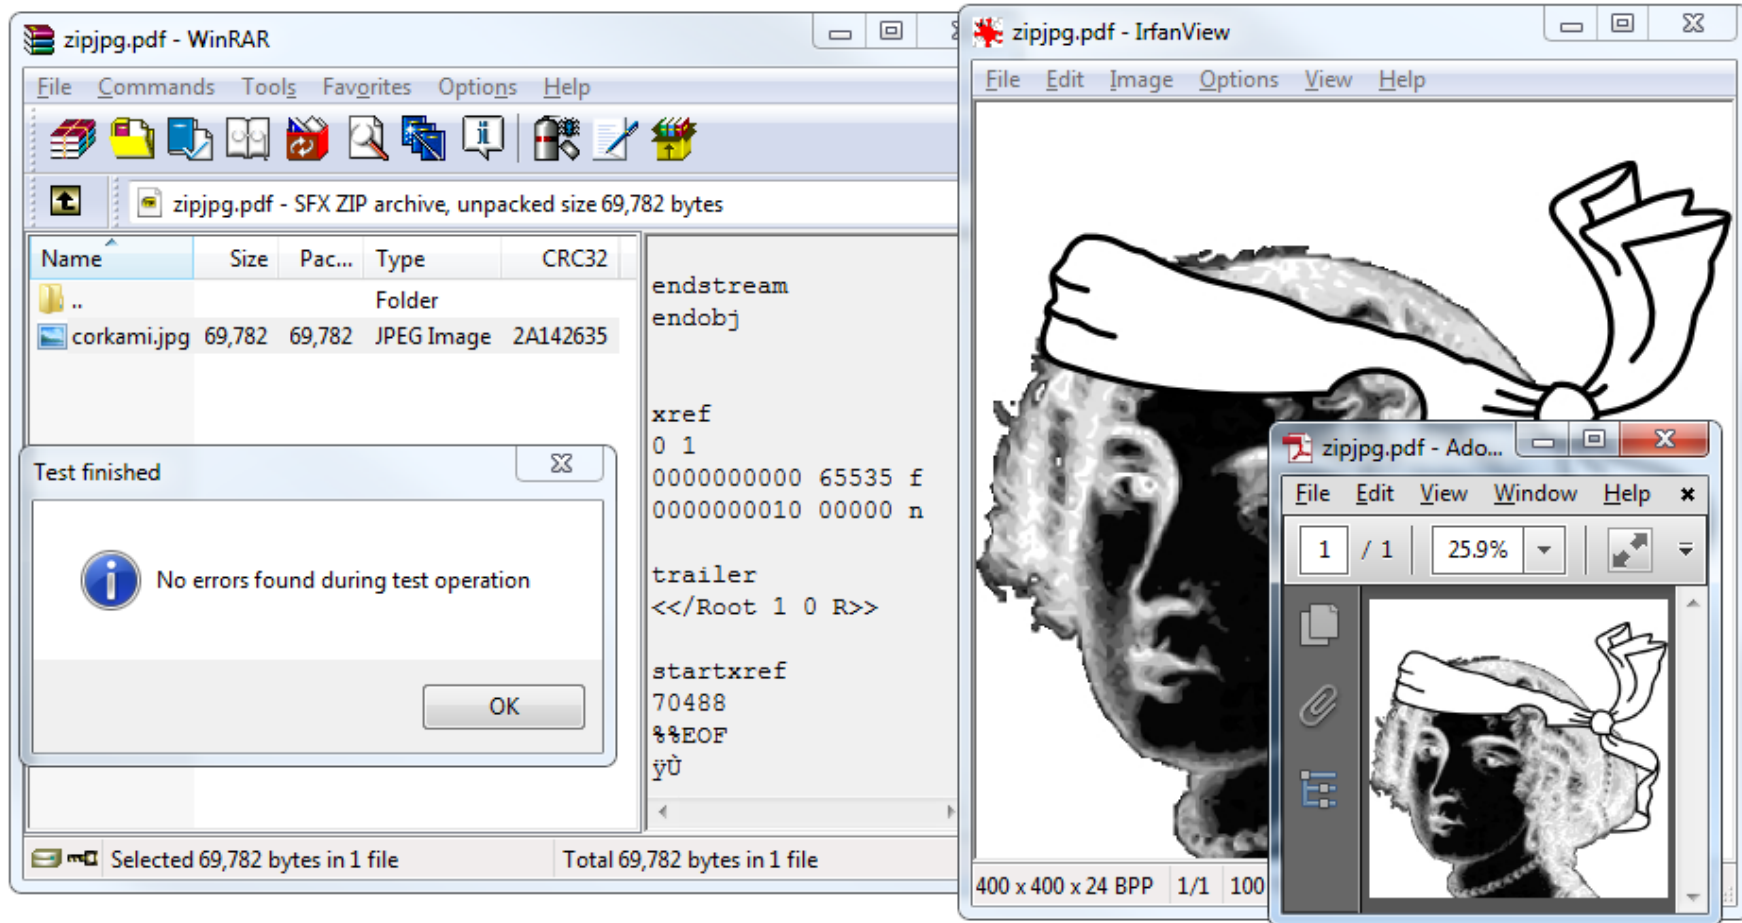 zipjpg.pdf - WinRAR
File Commands Tools Favorites Options Help
zipjpg.pdf - SFX ZIP archive, unpacked size 69,782 bytes
Name Size Pac... Type CRC32
.. Folder
corkami.jpg 69,782 69,782 JPEG Image 2A142635
endstream
endobj
xref
0 1
0000000000 65535 f
0000000010 00000 n
trailer
<</Root 1 0 R>>
startxref
70488
%%EOF
ÿÙ
Test finished
No errors found during test operation
OK
Selected 69,782 bytes in 1 file
Total 69,782 bytes in 1 file
zipjpg.pdf - IrfanView
File Edit Image Options View Help
400 x 400 x 24 BPP 1/1 100
zipjpg.pdf - Ado...
File Edit View Window Help
1 / 1 25.9%